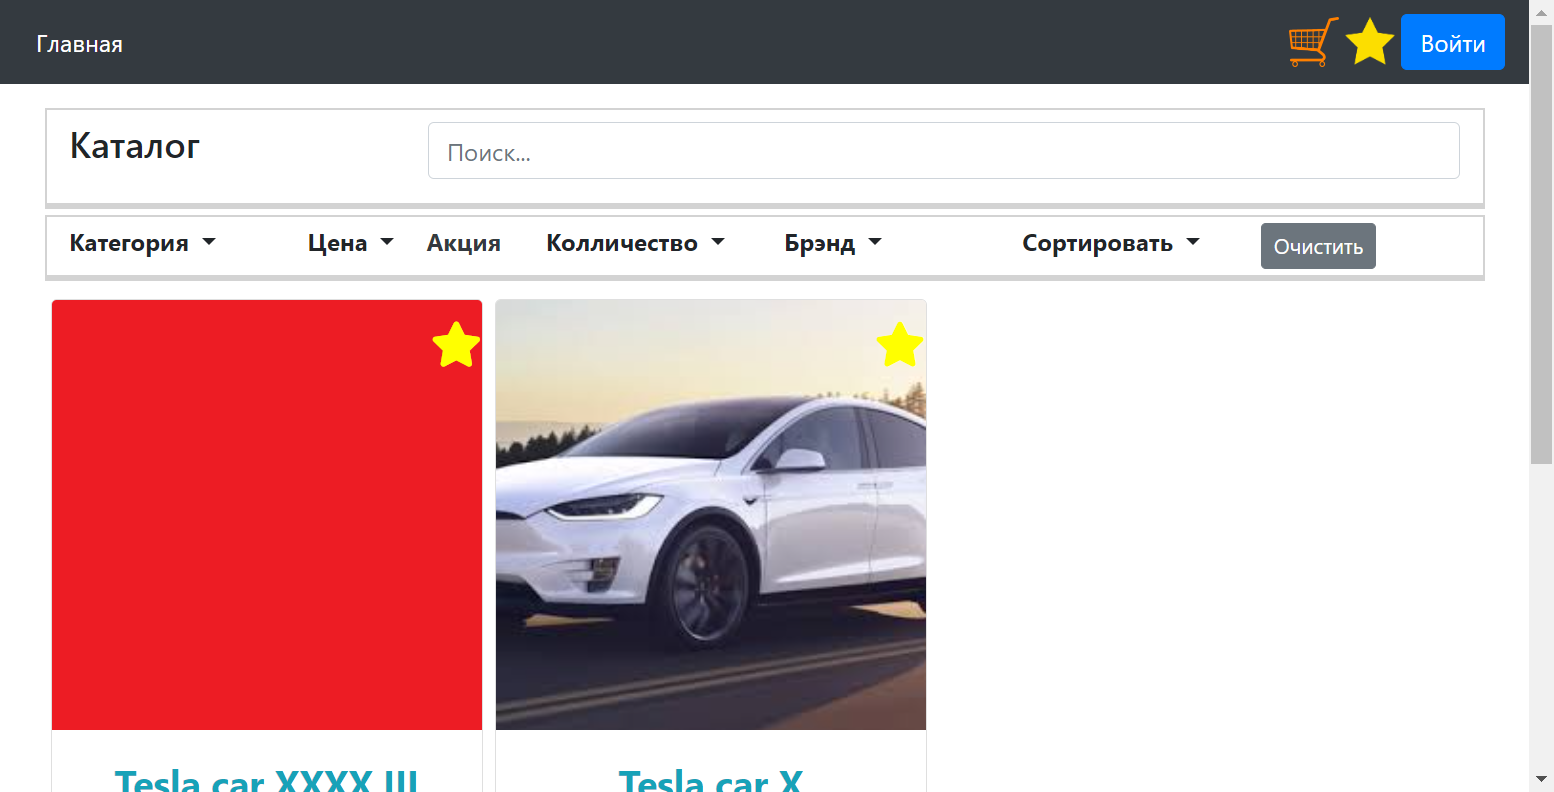 Главная
Войти
Каталог
Поиск...
Категория
Цена
Акция
Колличество
Брэнд
Сортировать
Очистить
Tesla car XXXX III
Tesla car X